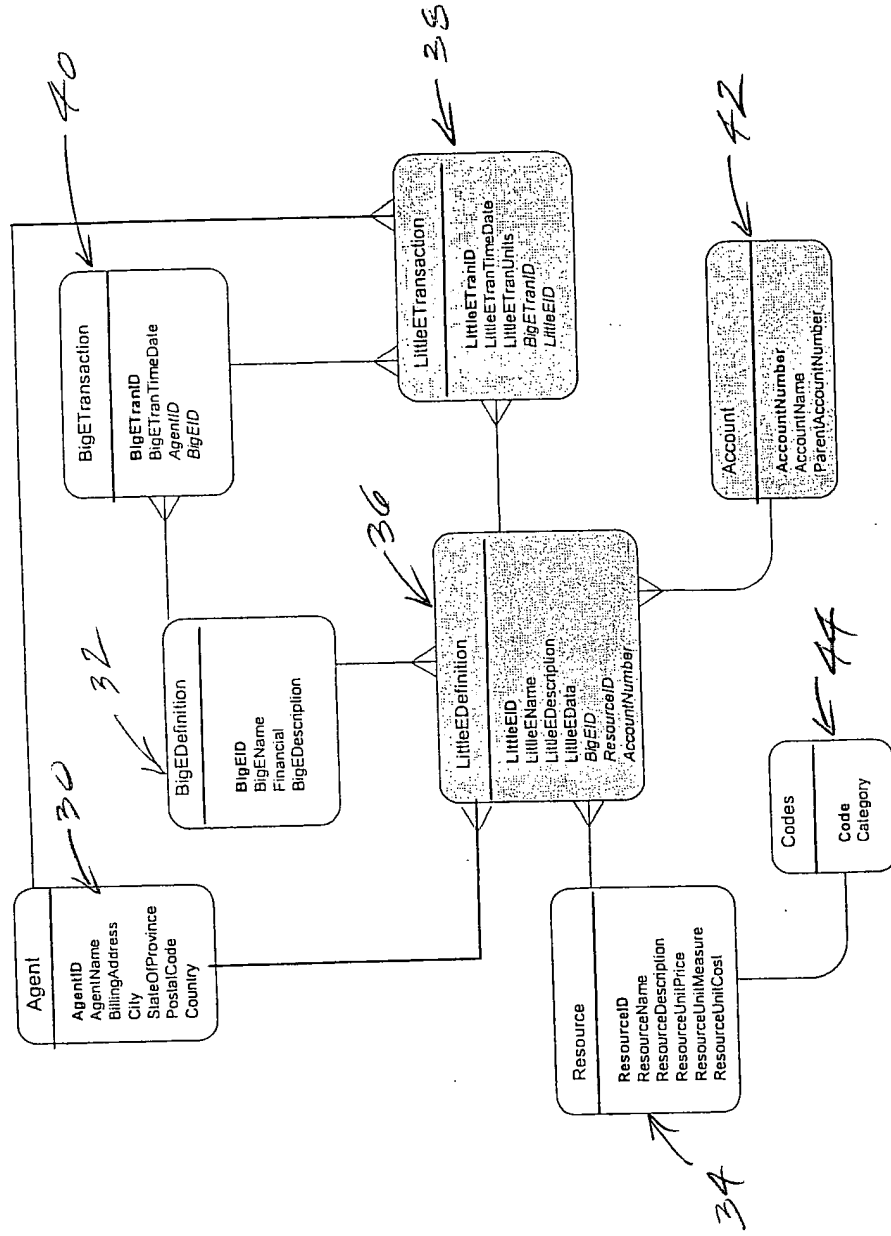 Agent
AgentID
AgentName
BillingAddress
City
StateOfProvince
PostalCode
Country
30
BigEDefinition
BigEID
BigEName
Financial
BigEDescription
32
BigETransaction
BigETranID
BigETranTimeDate
AgentID
BigEID
40
Resource
ResourceID
ResourceName
ResourceDescription
ResourceUnitPrice
ResourceUnitMeasure
ResourceUnitCost
34
LittleEDefinition
LittleEID
LittleEName
LittleEDescription
LittleEData
BigEID
ResourceID
AccountNumber
36
LittleETransaction
LittleETranID
LittleETranTimeDate
LittleETranUnits
BigETranID
LittleEID
38
Codes
Code
Category
44
Account
AccountNumber
AccountName
ParentAccountNumber
42